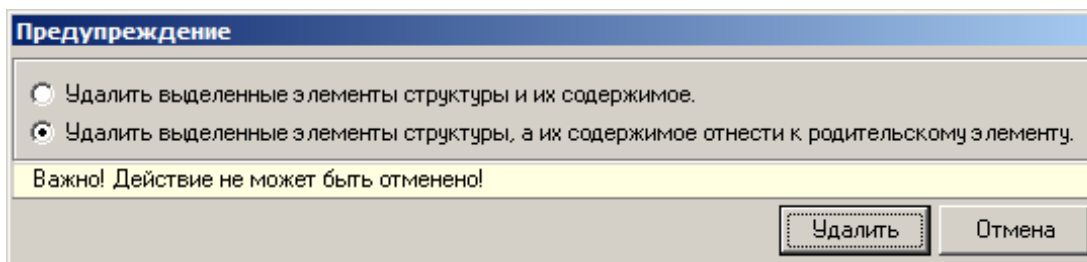 Предупреждение
Удалить выделенные элементы структуры и их содержимое.
Удалить выделенные элементы структуры, а их содержимое отнести к родительскому элементу.
Важно! Действие не может быть отменено!
Удалить Отмена